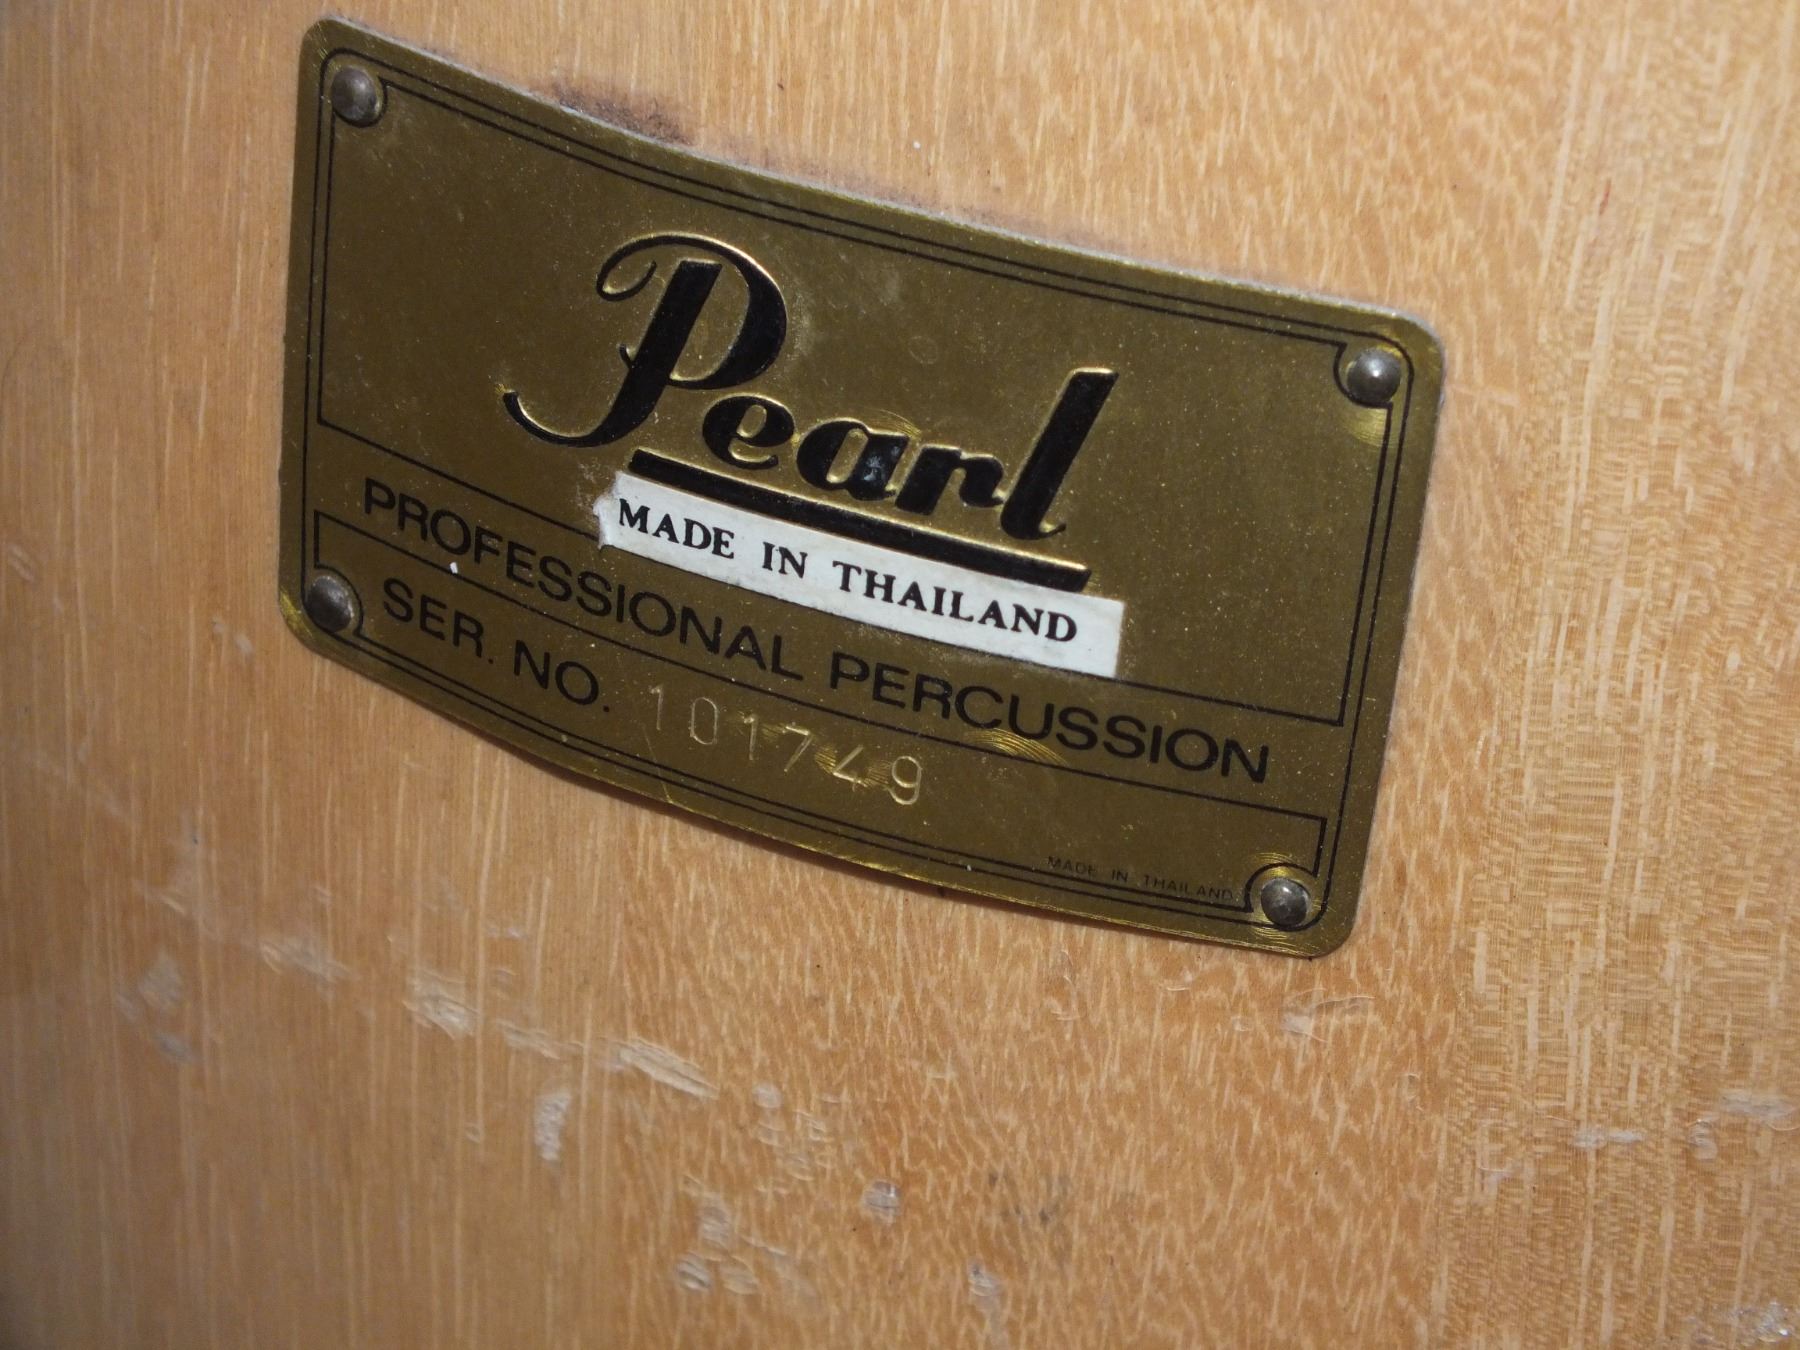 Pearl
MADE IN THAILAND
PROFESSIONAL PERCUSSION
SER. NO. 101749
MADE IN THAILAND